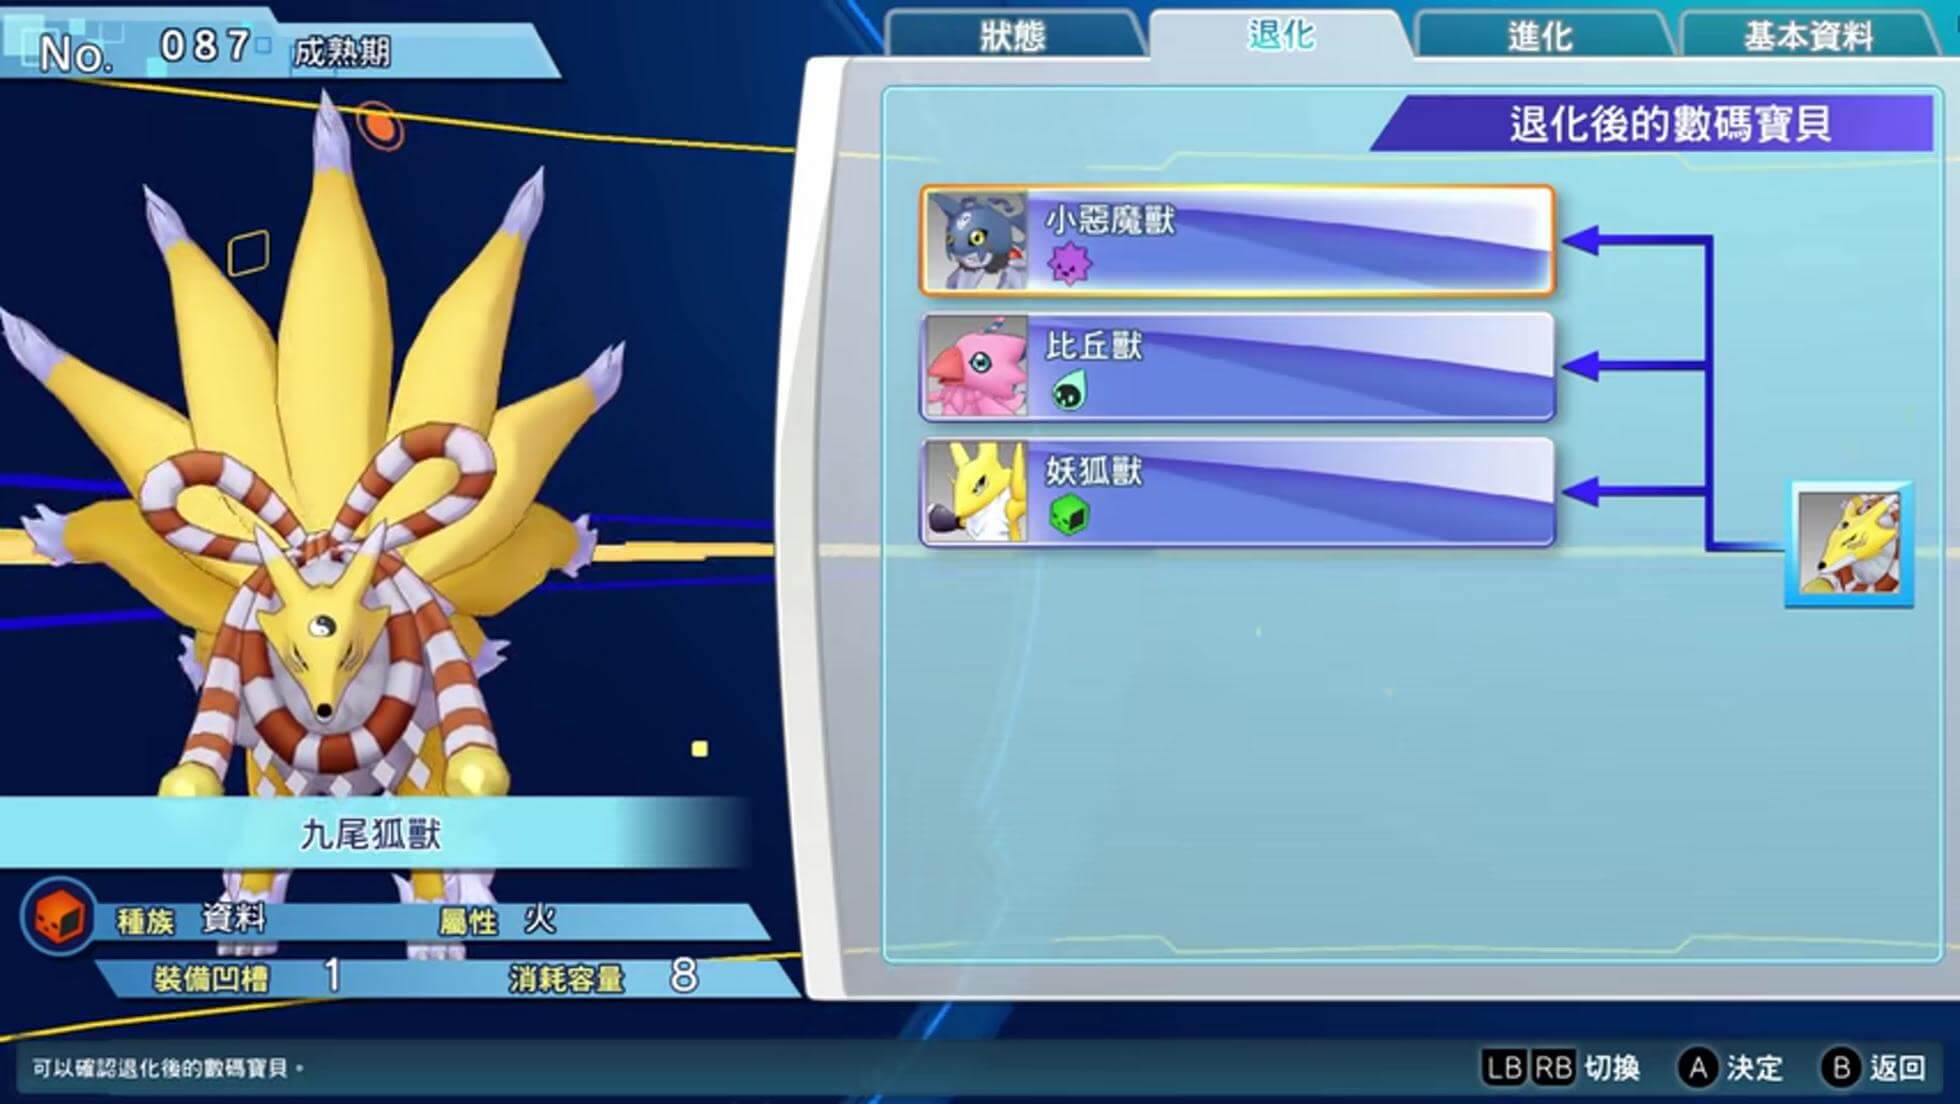 No. 087 成熟期
狀態 退化 進化 基本資料
退化後的數碼寶貝
小惡魔獸
比丘獸
妖狐獸
九尾狐獸
種族 資料 屬性 火
裝備凹槽 1 消耗容量 8
可以確認退化後的數碼寶貝。
LB RB 切換 A 決定 B 返回